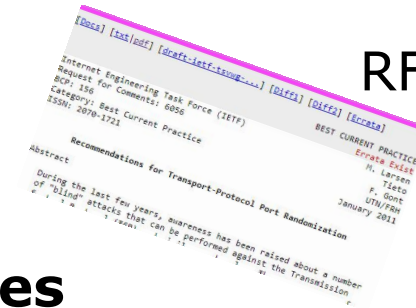 RF
[Docs] [txt|pdf] [draft-ietf-tsvwg-...] [Diff1] [Diff2] [Errata]
BEST CURRENT PRACTICE
Errata Exist
Internet Engineering Task Force (IETF)
M. Larsen
Request for Comments: 6056
Tieto
BCP: 156
F. Gont
Category: Best Current Practice
UTN/FRH
ISSN: 2070-1721
January 2011
Recommendations for Transport-Protocol Port Randomization
Abstract
During the last few years, awareness has been raised about a number
of "blind" attacks that can be performed against the Transmission
es